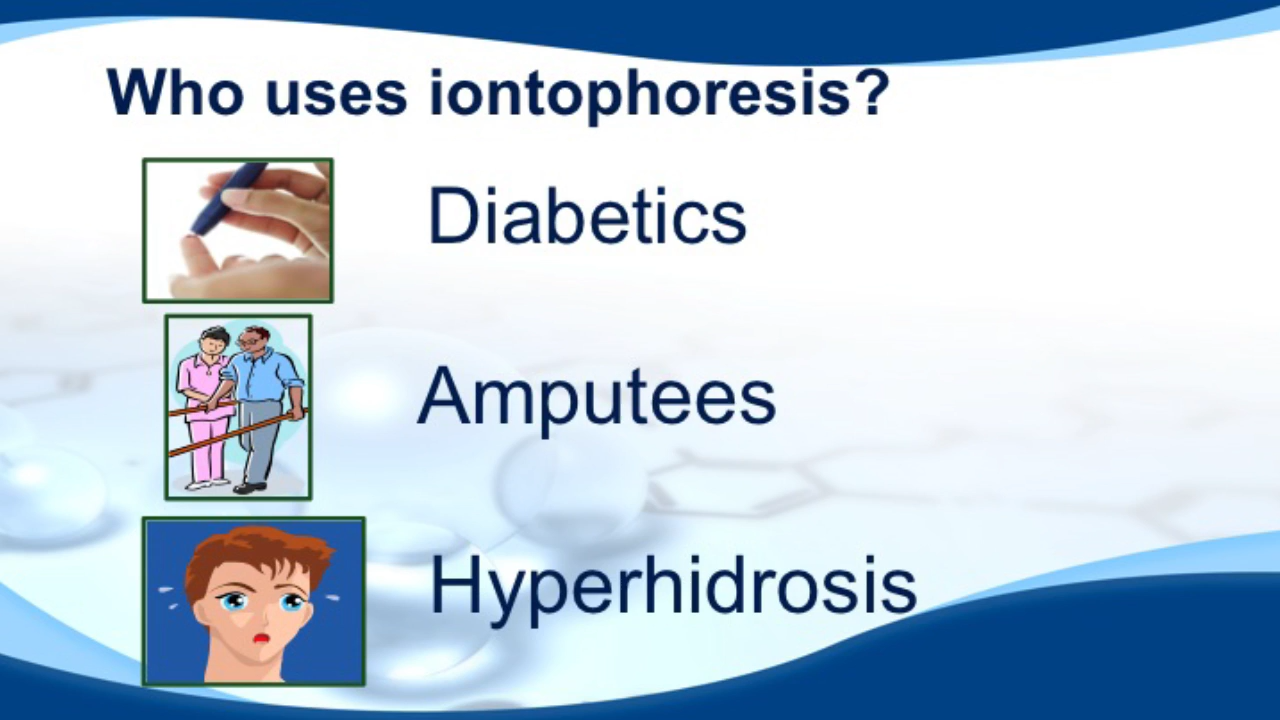 Who uses iontophoresis?
Diabetics
Amputees
Hyperhidrosis